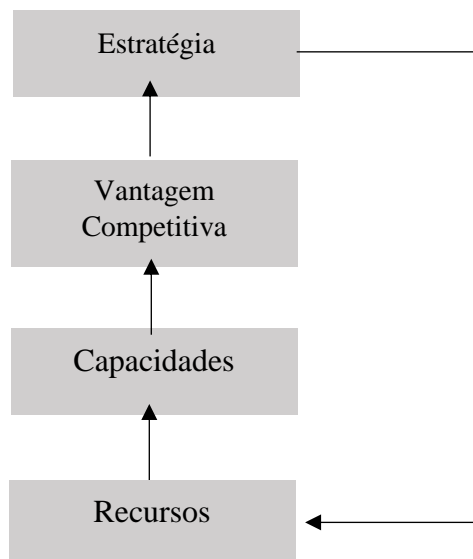 Estratégia
Vantagem
Competitiva
Capacidades
Recursos